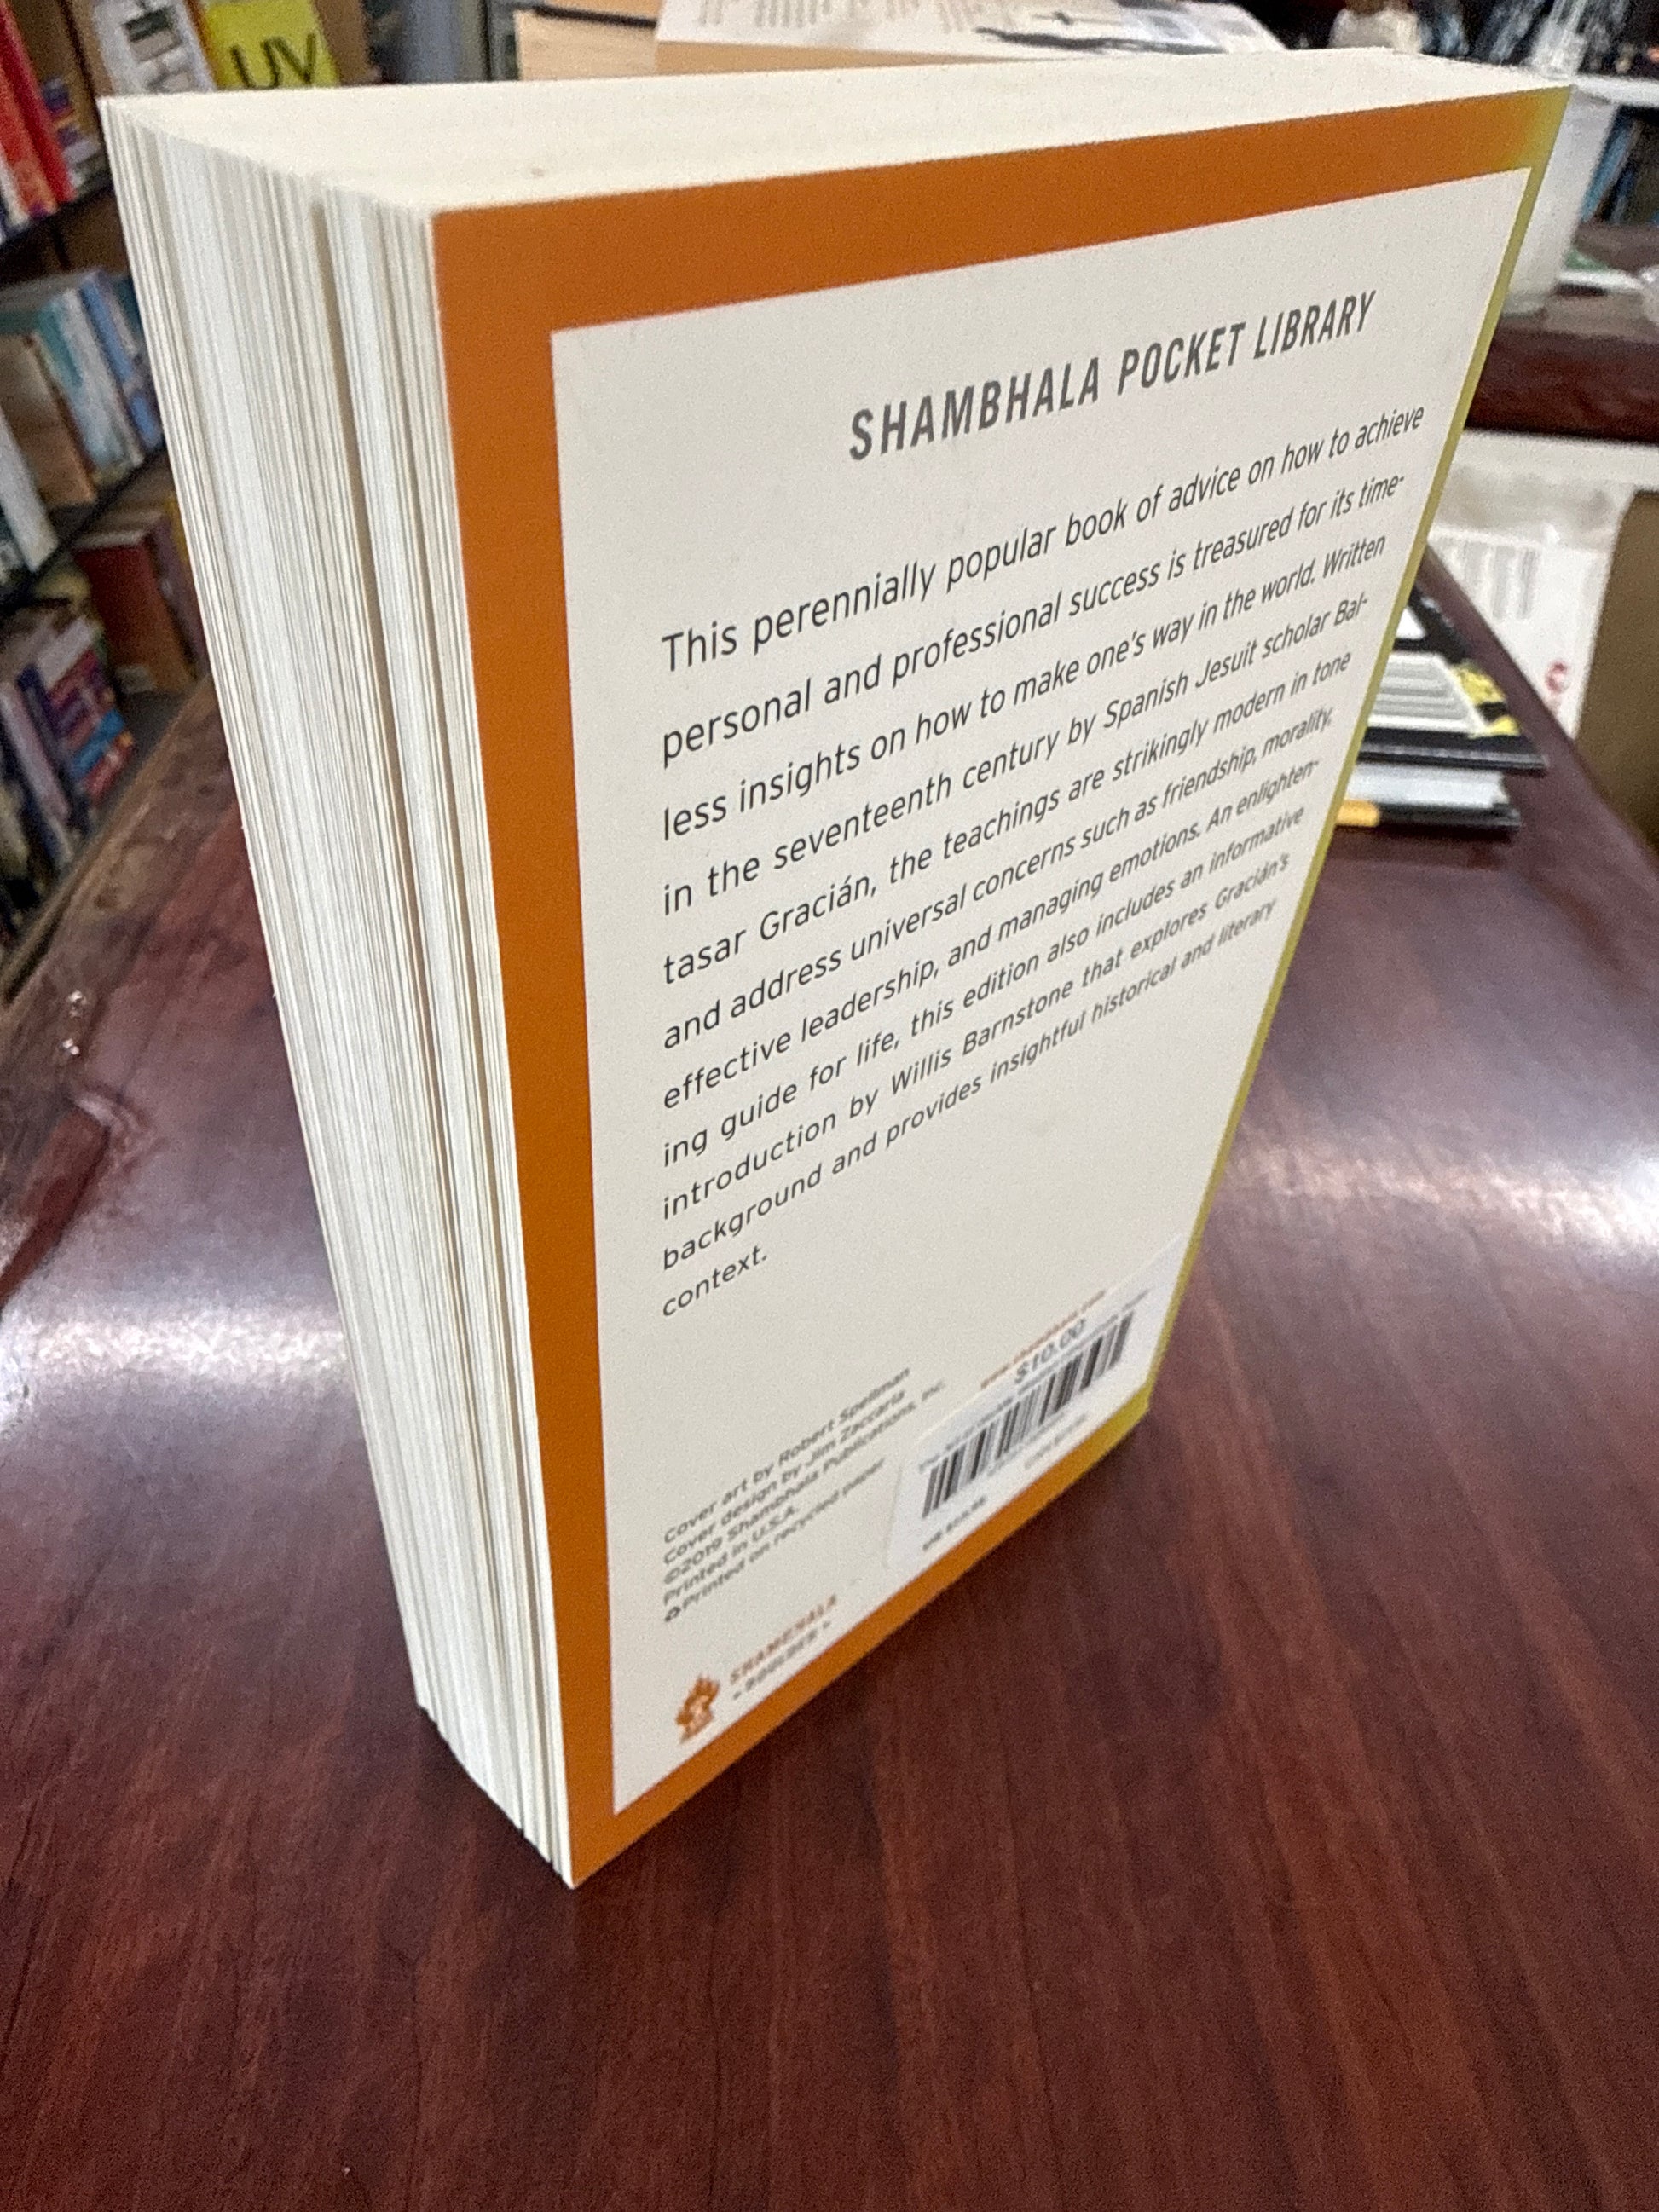 UV
SHAMBHALA POCKET LIBRARY
This perennially popular book of advice on how to achieve
personal and professional success is treasured for its time-
less insights on how to make one's way in the world. Written
in the seventeenth century by Spanish Jesuit scholar Bal-
tasar Gracián, the teachings are strikingly modern in tone
and address universal concerns such as friendship, morality,
effective leadership, and managing emotions. An enlighten-
ing guide for life, this edition also includes an informative
introduction by Willis Barnstone that explores Gracián's
background and provides insightful historical and literary
context.
Cover art by Robert Spellman
Cover design by Jim Zaccaria
©2019 Shambhala Publications, Inc.
Printed in U.S.A.
♻Printed on recycled paper
SHAMBHALA
• BOULDER •
$10.00